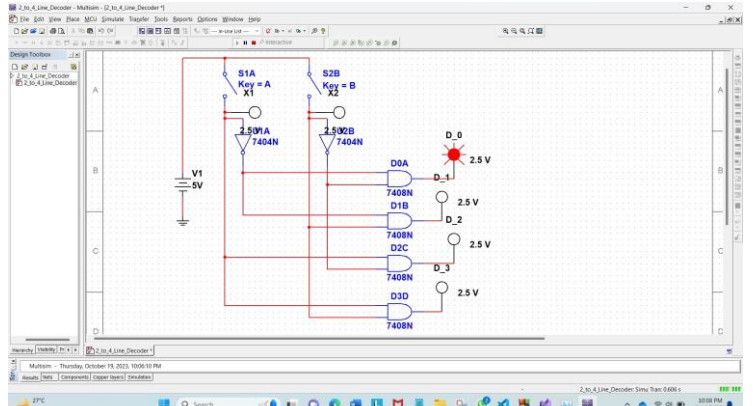 2_to_4_Line_Decoder - Multisim - [2_to_4_Line_Decoder *]
File Edit View Place MCU Simulate Transfer Tools Reports Options Window Help
Interactive
Design Toolbox
2_to_4_Line_Decoder
2_to_4_Line_Decoder
A
B
C
D
A
B
C
D
S1A
Key = A
X1
S2B
Key = B
X2
2.5 V
7404N
2.5 V
7404N
V1
5V
D_0
2.5 V
D0A
7408N
D_1
2.5 V
D1B
7408N
D_2
2.5 V
D2C
7408N
D_3
2.5 V
D3D
7408N
Hierarchy Visibility
2_to_4_Line_Decoder *
Multisim - Thursday, October 19, 2023, 10:06:10 PM
Results Nets Components Copper layers Simulation
2_to_4_Line_Decoder: Simu Tran: 0.606 s
27°C
Search
10:08 PM